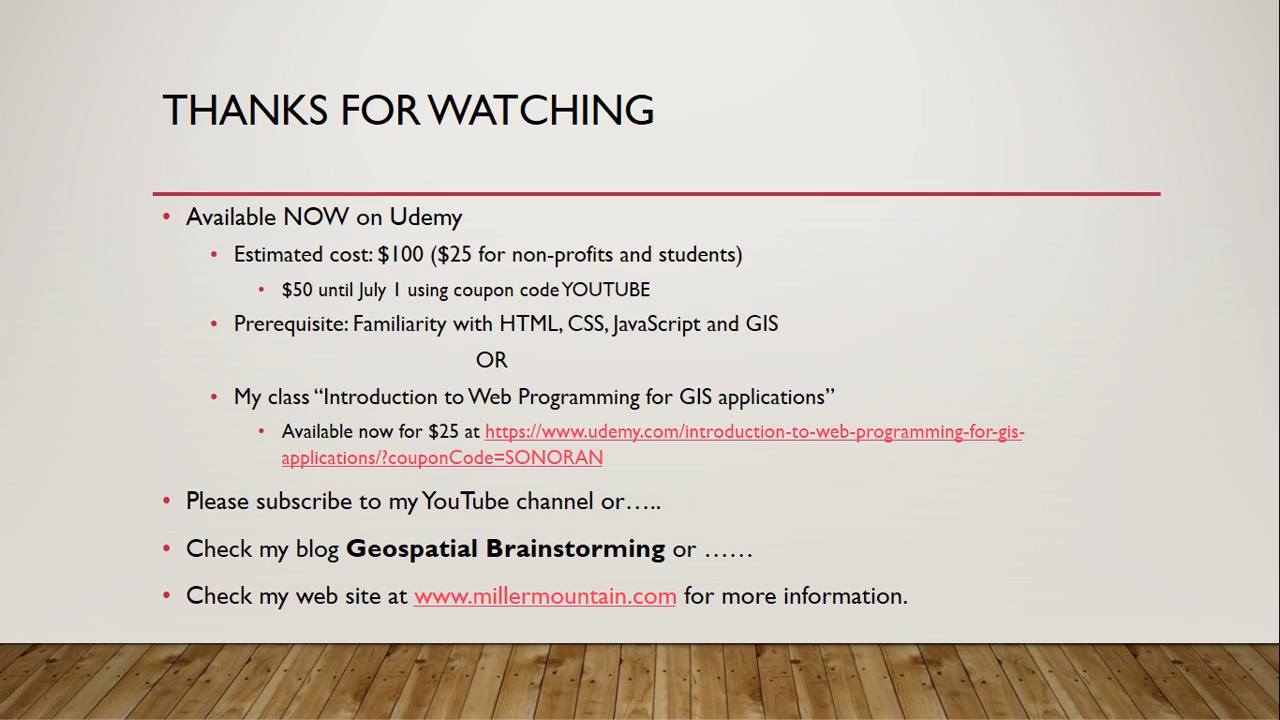 THANKS FOR WATCHING
• Available NOW on Udemy
• Estimated cost: $100 ($25 for non-profits and students)
• $50 until July 1 using coupon code YOUTUBE
• Prerequisite: Familiarity with HTML, CSS, JavaScript and GIS
OR
• My class “Introduction to Web Programming for GIS applications”
• Available now for $25 at https://www.udemy.com/introduction-to-web-programming-for-gis-
applications/?couponCode=SONORAN
• Please subscribe to my YouTube channel or…..
• Check my blog Geospatial Brainstorming or ……
• Check my web site at www.millermountain.com for more information.